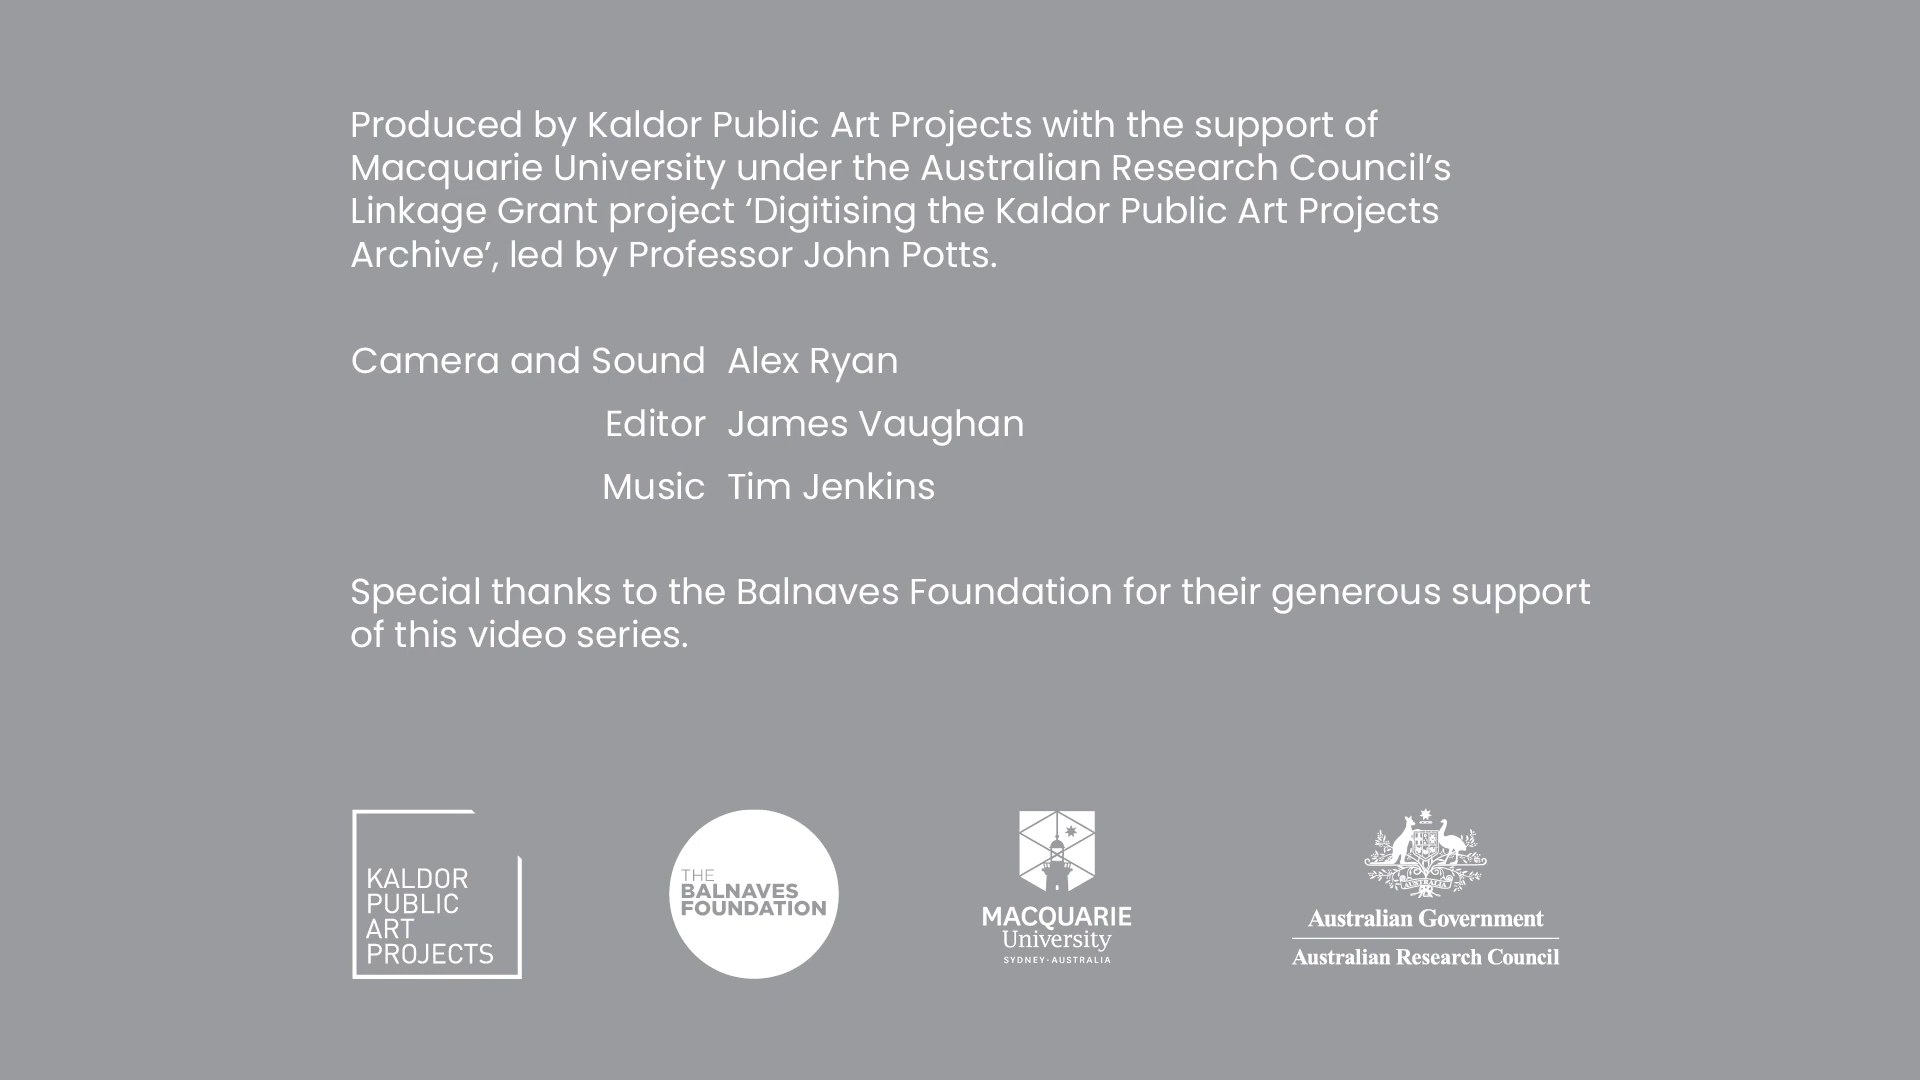 Produced by Kaldor Public Art Projects with the support of
Macquarie University under the Australian Research Council’s
Linkage Grant project ‘Digitising the Kaldor Public Art Projects
Archive’, led by Professor John Potts.
Camera and Sound Alex Ryan
Editor James Vaughan
Music Tim Jenkins
Special thanks to the Balnaves Foundation for their generous support
of this video series.
KALDOR
PUBLIC
ART
PROJECTS
THE
BALNAVES
FOUNDATION
MACQUARIE
University
SYDNEY·AUSTRALIA
AUSTRALIA
Australian Government
Australian Research Council